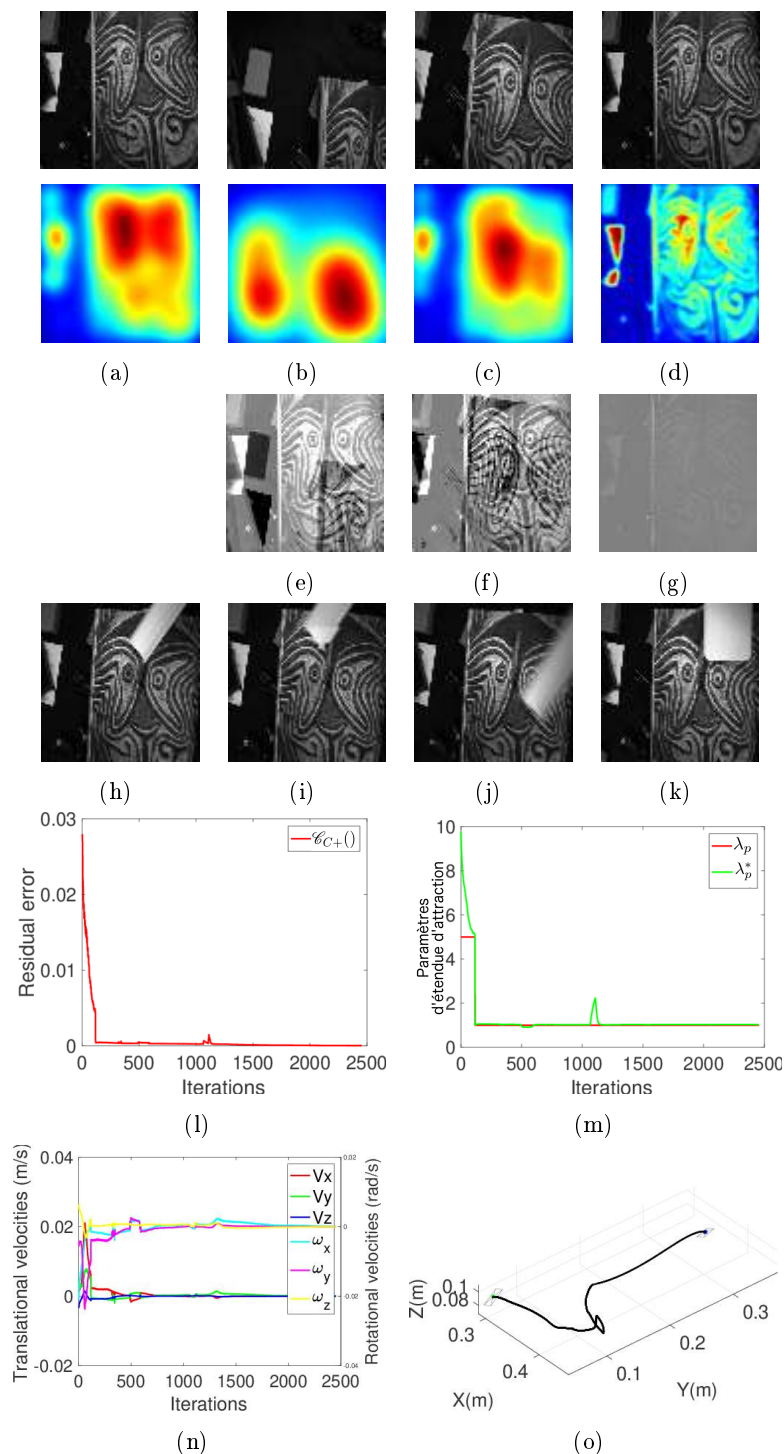 (a) (b) (c) (d)
(e) (f) (g)
(h) (i) (j) (k)
0.03
0.02
0.01
0
Residual error
0 500 1000 1500 2000 2500
Iterations
𝒞C+()
(l)
10
8
6
4
2
0
Paramètres
d'étendue d'attraction
0 500 1000 1500 2000 2500
Iterations
λp
λp*
(m)
0.04
0.02
0
-0.02
Translational velocities (m/s)
0 500 1000 1500 2000 2500
Iterations
0.02
0
-0.02
-0.04
Rotational velocities (rad/s)
Vx
Vy
Vz
ωx
ωy
ωz
(n)
Z(m)
0.1
0.08
0.3
0.4
X(m)
0.1
0.2
0.3
Y(m)
(o)